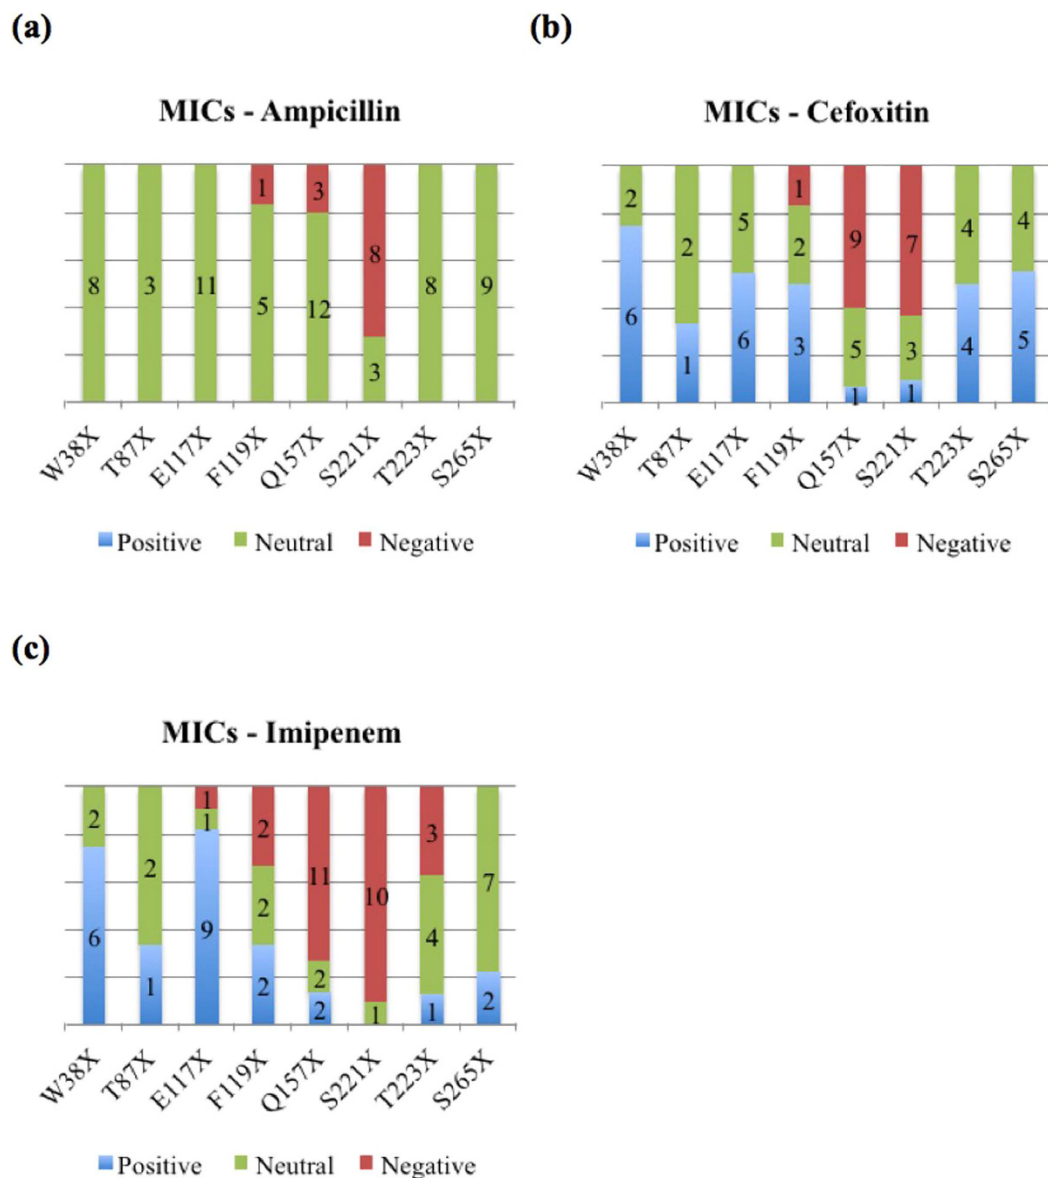 (a)
MICs - Ampicillin
1 3
8 3 11 5 12 8 8 9
3
W38X T87X E117X F119X Q157X S221X T223X S265X
Positive Neutral Negative
(b)
MICs - Cefoxitin
2 2 5 1 9 7 4 4
6 1 6 2 5 3 4 5
3 1 1
W38X T87X E117X F119X Q157X S221X T223X S265X
Positive Neutral Negative
(c)
MICs - Imipenem
2 2 1 2 11 10 3 7
6 1 1 2 2 1 4 2
9 2 2 1
W38X T87X E117X F119X Q157X S221X T223X S265X
Positive Neutral Negative